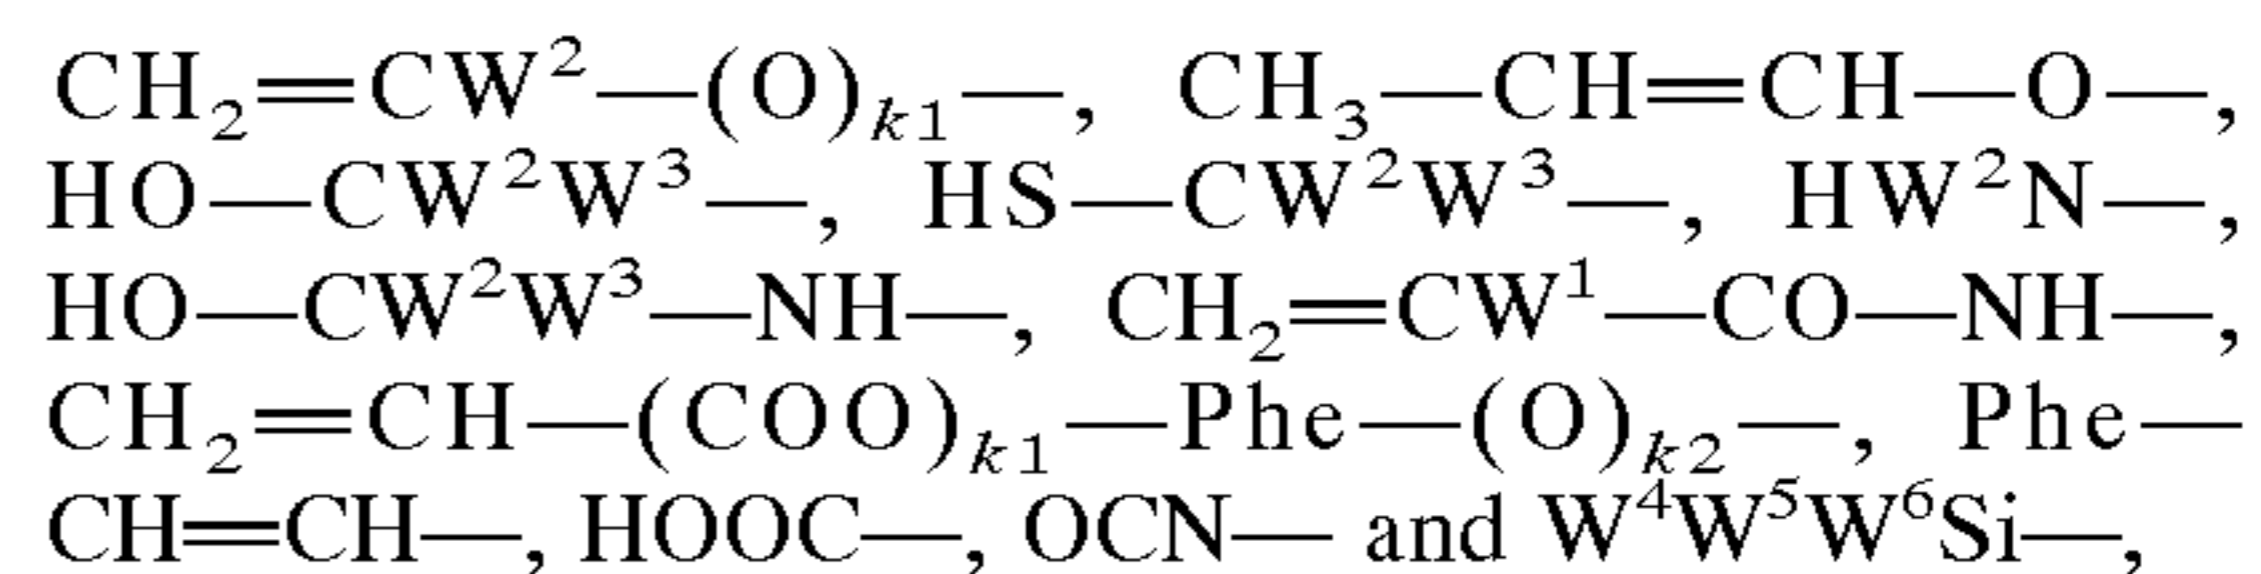 CH₂=CW²—(O)ₖ₁—, CH₃—CH=CH—O—,
HO—CW²W³—, HS—CW²W³—, HW²N—,
HO—CW²W³—NH—, CH₂=CW¹—CO—NH—,
CH₂=CH—(COO)ₖ₁—Phe—(O)ₖ₂—, Phe—
CH=CH—, HOOC—, OCN— and W⁴W⁵W⁶Si—,